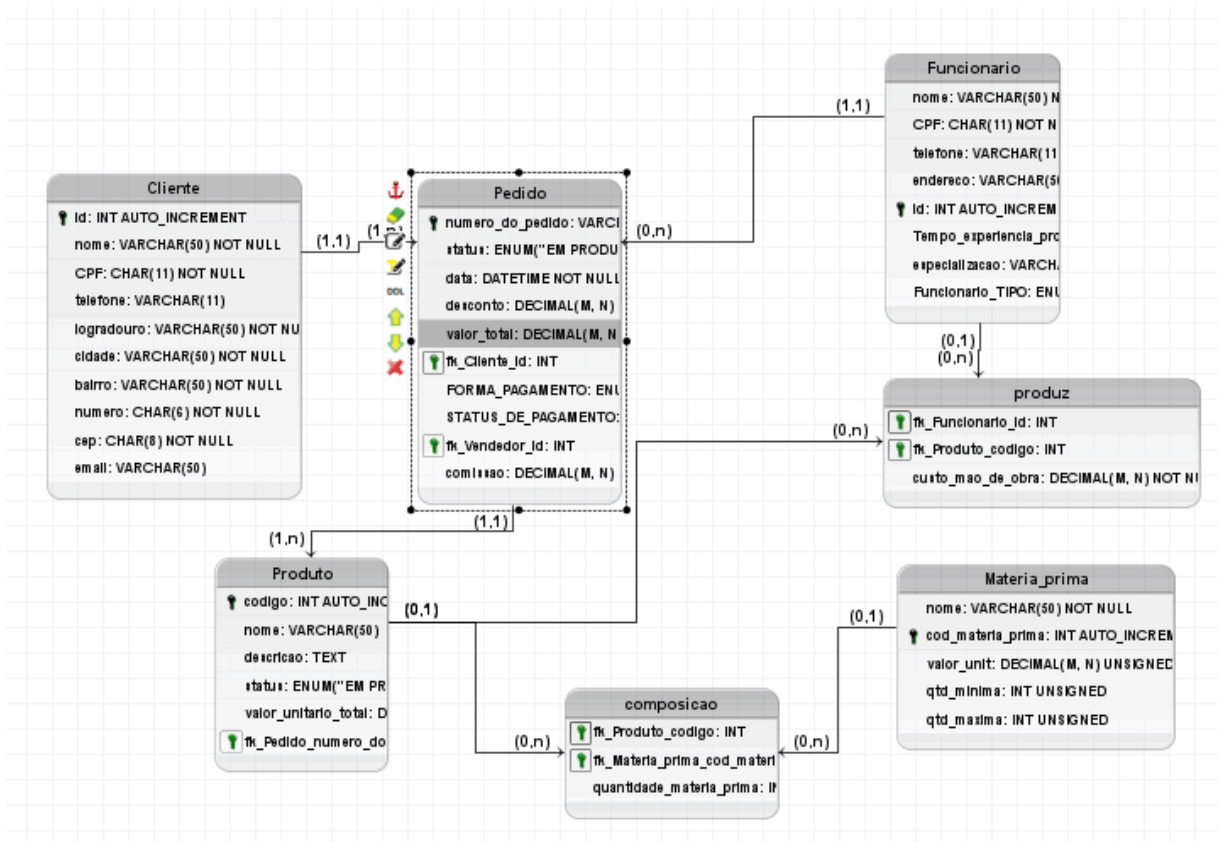 Funcionario
nome: VARCHAR(50) N
CPF: CHAR(11) NOT N
telefone: VARCHAR(11
endereco: VARCHAR(5
id: INT AUTO_INCREM
Tempo_experiencia_pro
especializacao: VARCH
Funcionario_TIPO: ENU
(1,1)
(0,n)
(0,1)
(0,n)
Cliente
id: INT AUTO_INCREMENT
nome: VARCHAR(50) NOT NULL
CPF: CHAR(11) NOT NULL
telefone: VARCHAR(11)
logradouro: VARCHAR(50) NOT NU
cidade: VARCHAR(50) NOT NULL
bairro: VARCHAR(50) NOT NULL
numero: CHAR(6) NOT NULL
cep: CHAR(8) NOT NULL
email: VARCHAR(50)
(1,1)
DDL
Pedido
numero_do_pedido: VARC
status: ENUM("EM PRODU
data: DATETIME NOT NULL
desconto: DECIMAL(M, N)
valor_total: DECIMAL(M, N
fk_Cliente_id: INT
FORMA_PAGAMENTO: ENU
STATUS_DE_PAGAMENTO:
fk_Vendedor_id: INT
comissao: DECIMAL(M, N)
(1,1)
(1,n)
produz
fk_Funcionario_id: INT
fk_Produto_codigo: INT
custo_mao_de_obra: DECIMAL(M, N) NOT N
(0,n)
Produto
codigo: INT AUTO_INC
nome: VARCHAR(50)
descricao: TEXT
status: ENUM("EM PR
valor_unitario_total: D
fk_Pedido_numero_do
(0,1)
(0,n)
composicao
fk_Produto_codigo: INT
fk_Materia_prima_cod_materi
quantidade_materia_prima: I
(0,n)
(0,1)
Materia_prima
nome: VARCHAR(50) NOT NULL
cod_materia_prima: INT AUTO_INCREM
valor_unit: DECIMAL(M, N) UNSIGNED
qtd_minima: INT UNSIGNED
qtd_maxima: INT UNSIGNED